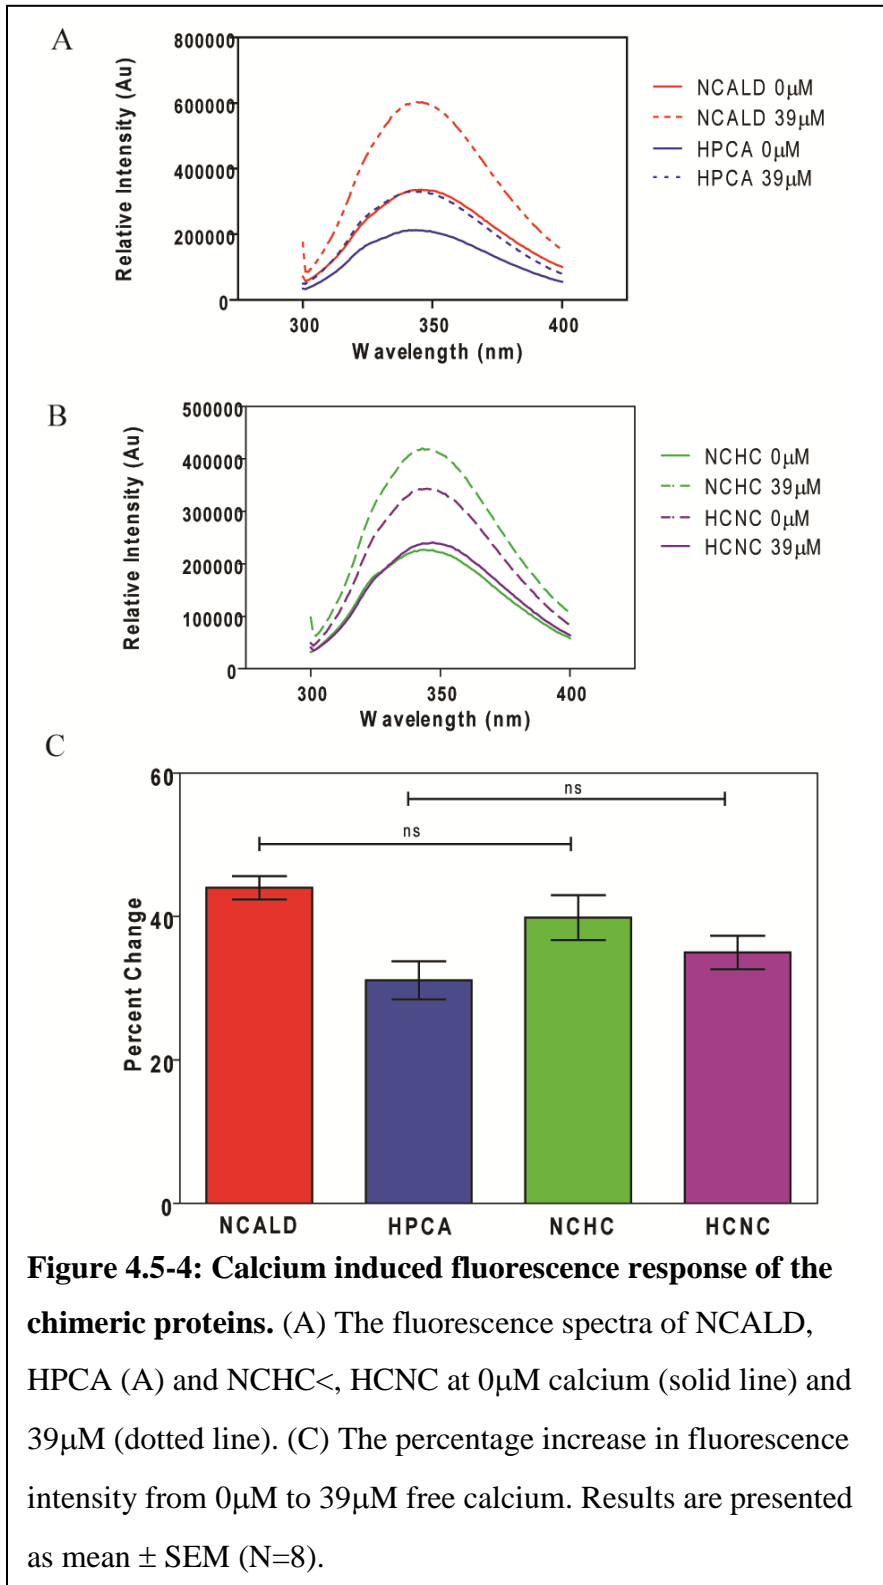 A
800000
600000
400000
200000
0
Relative Intensity (Au)
300 350 400
Wavelength (nm)
NCALD 0µM
NCALD 39µM
HPCA 0µM
HPCA 39µM
B
500000
400000
300000
200000
100000
0
Relative Intensity (Au)
300 350 400
Wavelength (nm)
NCHC 0µM
NCHC 39µM
HCNC 0µM
HCNC 39µM
C
60
40
20
0
Percent Change
ns
ns
NCALD HPCA NCHC HCNC
Figure 4.5-4: Calcium induced fluorescence response of the
chimeric proteins. (A) The fluorescence spectra of NCALD,
HPCA (A) and NCHC<, HCNC at 0µM calcium (solid line) and
39µM (dotted line). (C) The percentage increase in fluorescence
intensity from 0µM to 39µM free calcium. Results are presented
as mean ± SEM (N=8).